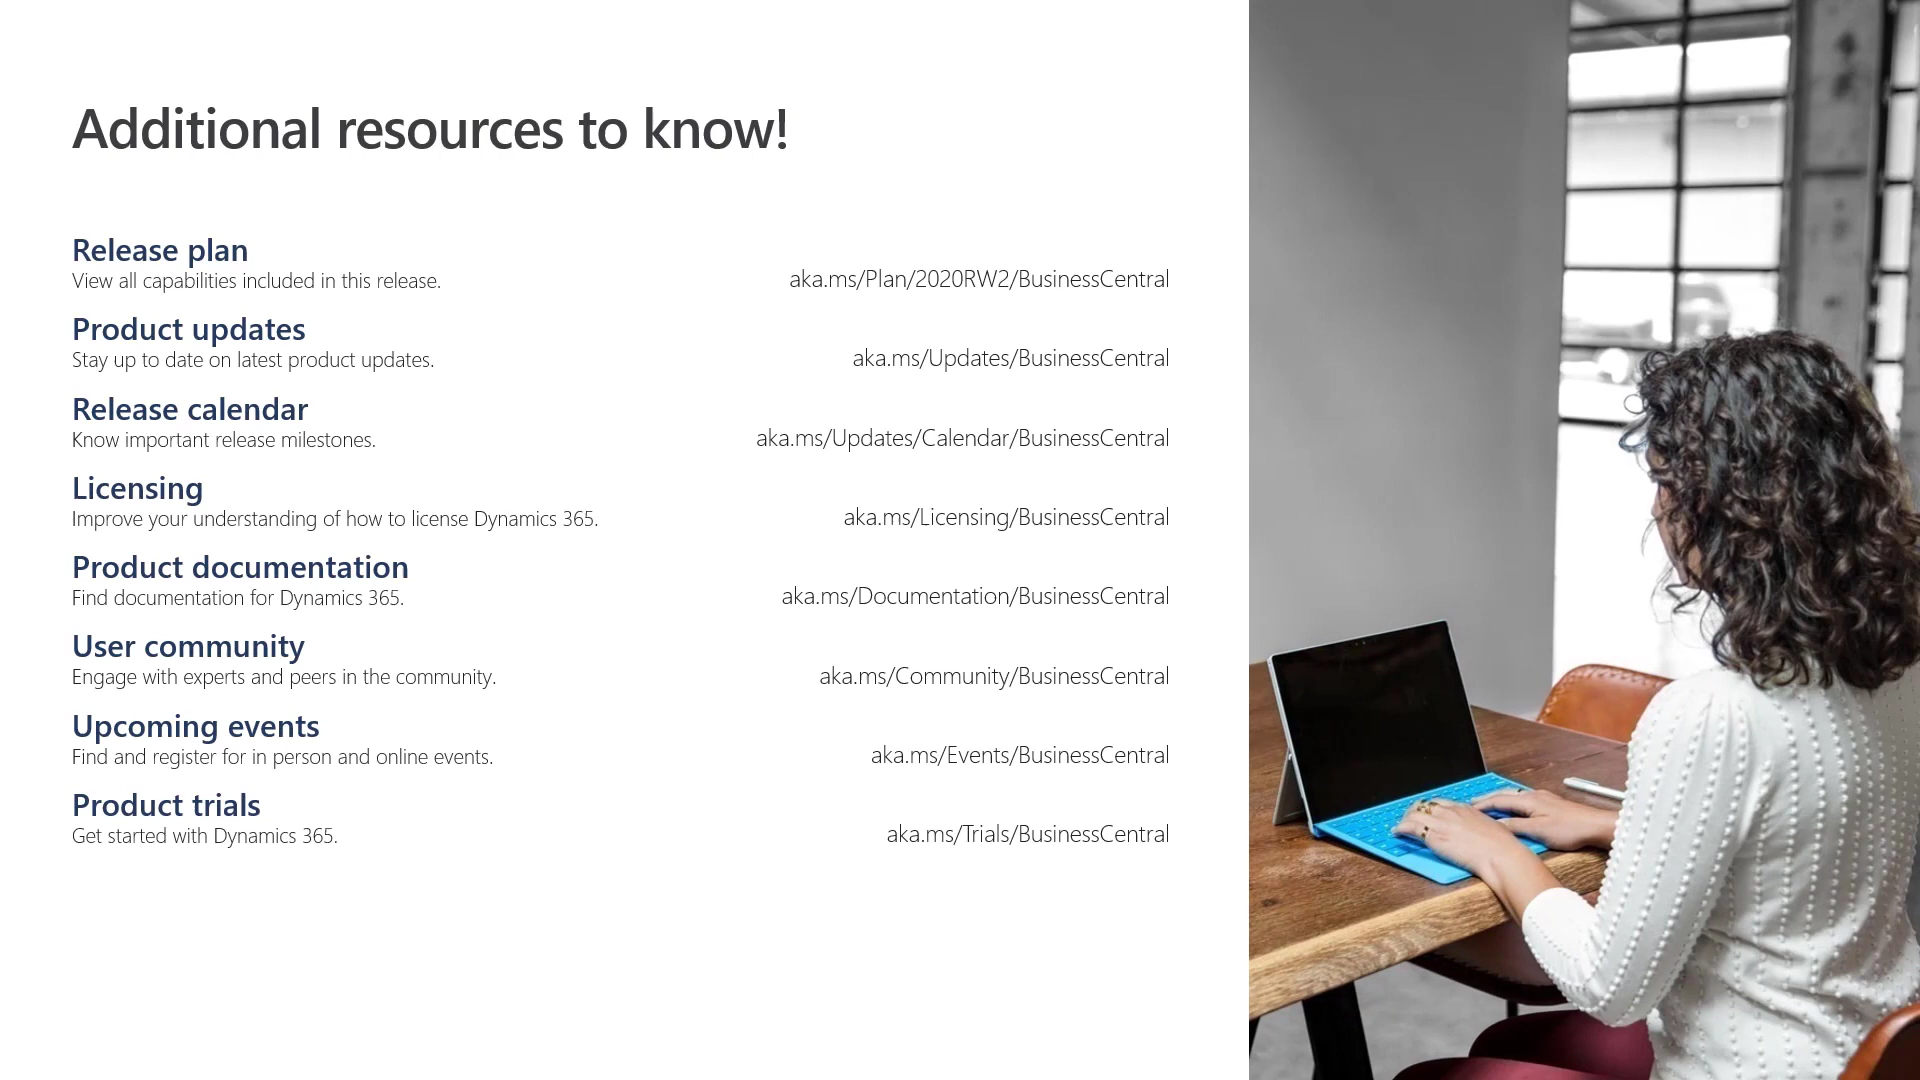 Additional resources to know!
Release plan
View all capabilities included in this release.
aka.ms/Plan/2020RW2/BusinessCentral
Product updates
Stay up to date on latest product updates.
aka.ms/Updates/BusinessCentral
Release calendar
Know important release milestones.
aka.ms/Updates/Calendar/BusinessCentral
Licensing
Improve your understanding of how to license Dynamics 365.
aka.ms/Licensing/BusinessCentral
Product documentation
Find documentation for Dynamics 365.
aka.ms/Documentation/BusinessCentral
User community
Engage with experts and peers in the community.
aka.ms/Community/BusinessCentral
Upcoming events
Find and register for in person and online events.
aka.ms/Events/BusinessCentral
Product trials
Get started with Dynamics 365.
aka.ms/Trials/BusinessCentral